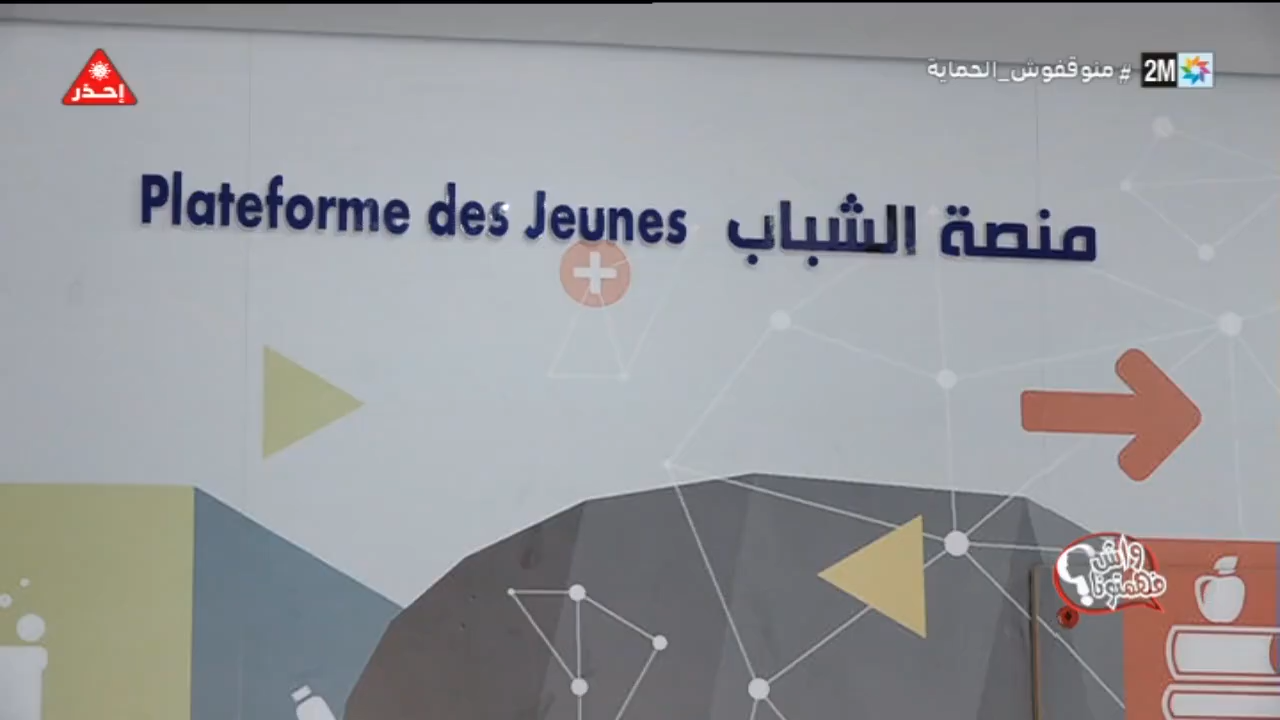 إحذر
# منوقفوش_الحماية
2M
Plateforme des Jeunes منصة الشباب
واش فهمتونا؟